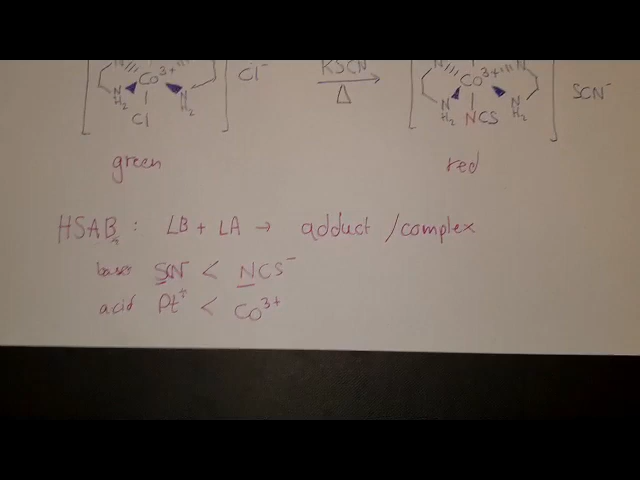 Co³⁺ Cl⁻ KSCN Co³⁺ SCN⁻
Δ
N N N N
H₂ H₂ H₂ H₂
Cl NCS
green red
HSAB : LB + LA → adduct / complex
bases SCN⁻ < NCS⁻
acid Pt⁺ < Co³⁺